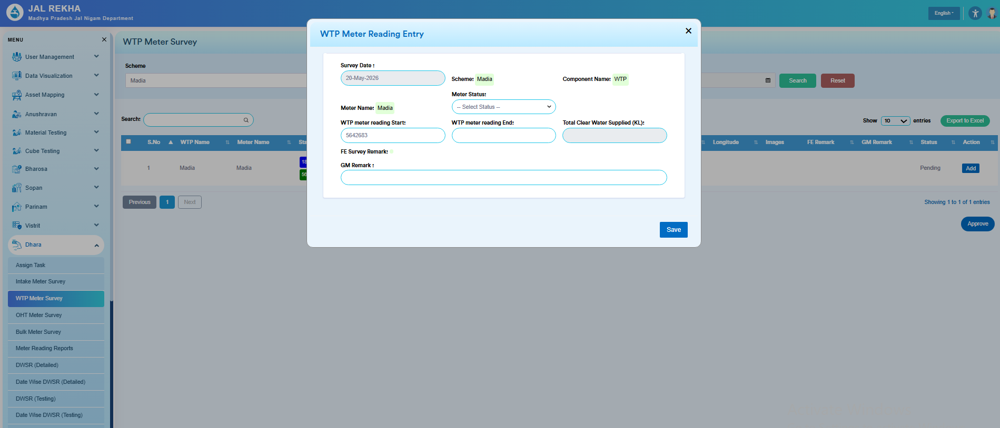 JAL REKHA
Madhya Pradesh Jal Nigam Department
English
MENU
User Management
Data Visualization
Asset Mapping
Anushravan
Material Testing
Cube Testing
Bharosa
Sopan
Parinam
Vistrit
Dhara
Assign Task
Intake Meter Survey
WTP Meter Survey
OHT Meter Survey
Bulk Meter Survey
Meter Reading Reports
DWSR (Detailed)
Date Wise DWSR (Detailed)
DWSR (Testing)
Date Wise DWSR (Testing)
WTP Meter Survey
Scheme
Madia
Search Reset
Search:
Show 10 entries Export to Excel
S.No WTP Name Meter Name Sta Longitude Images FE Remark GM Remark Status Action
1 Madia Madia 18 56 Pending Add
Previous 1 Next
Showing 1 to 1 of 1 entries
Approve
WTP Meter Reading Entry
Survey Date :
20-May-2026
Scheme: Madia
Component Name: WTP
Meter Name: Madia
Meter Status:
-- Select Status --
WTP meter reading Start:
5642683
WTP meter reading End:
Total Clear Water Supplied (KL):
FE Survey Remark:
GM Remark :
Save